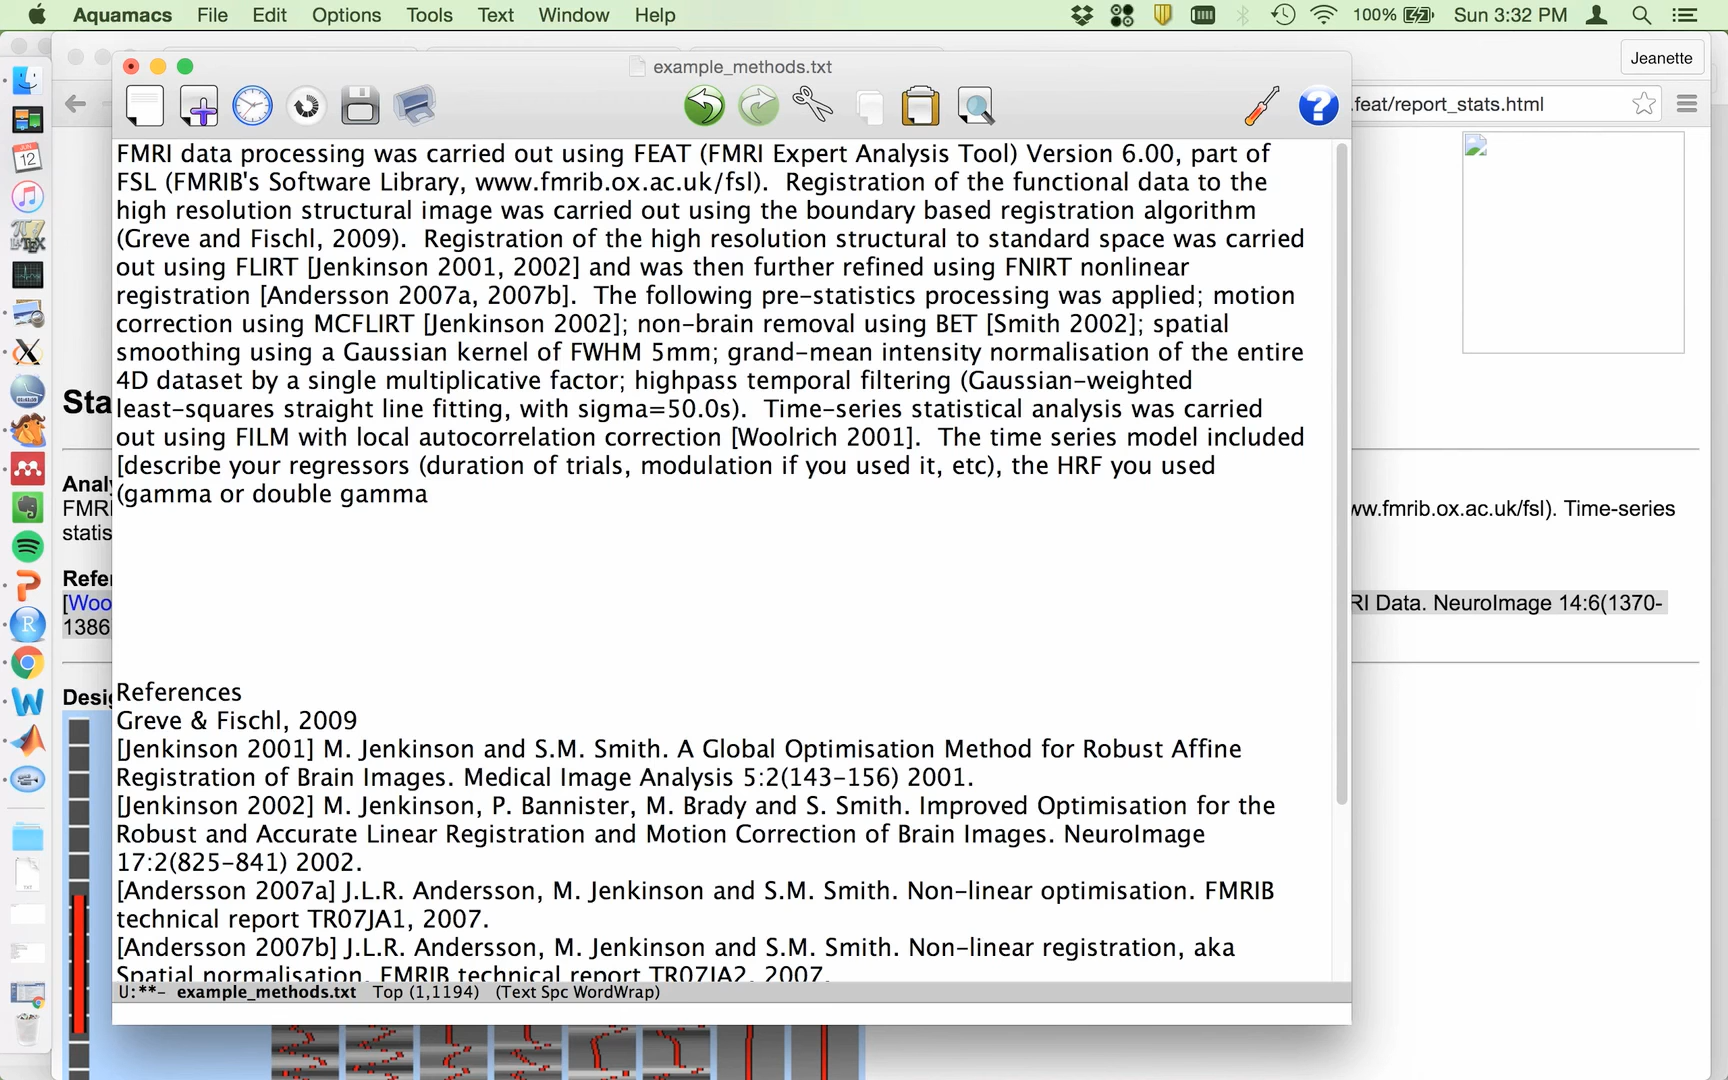 Aquamacs File Edit Options Tools Text Window Help 100% Sun 3:32 PM
example_methods.txt
Jeanette
.feat/report_stats.html
FMRI data processing was carried out using FEAT (FMRI Expert Analysis Tool) Version 6.00, part of
FSL (FMRIB's Software Library, www.fmrib.ox.ac.uk/fsl).  Registration of the functional data to the
high resolution structural image was carried out using the boundary based registration algorithm
(Greve and Fischl, 2009).  Registration of the high resolution structural to standard space was carried
out using FLIRT [Jenkinson 2001, 2002] and was then further refined using FNIRT nonlinear
registration [Andersson 2007a, 2007b].  The following pre-statistics processing was applied; motion
correction using MCFLIRT [Jenkinson 2002]; non-brain removal using BET [Smith 2002]; spatial
smoothing using a Gaussian kernel of FWHM 5mm; grand-mean intensity normalisation of the entire
4D dataset by a single multiplicative factor; highpass temporal filtering (Gaussian-weighted
least-squares straight line fitting, with sigma=50.0s).  Time-series statistical analysis was carried
out using FILM with local autocorrelation correction [Woolrich 2001].  The time series model included
[describe your regressors (duration of trials, modulation if you used it, etc), the HRF you used
(gamma or double gamma
References
Greve & Fischl, 2009
[Jenkinson 2001] M. Jenkinson and S.M. Smith. A Global Optimisation Method for Robust Affine
Registration of Brain Images. Medical Image Analysis 5:2(143-156) 2001.
[Jenkinson 2002] M. Jenkinson, P. Bannister, M. Brady and S. Smith. Improved Optimisation for the
Robust and Accurate Linear Registration and Motion Correction of Brain Images. NeuroImage
17:2(825-841) 2002.
[Andersson 2007a] J.L.R. Andersson, M. Jenkinson and S.M. Smith. Non-linear optimisation. FMRIB
technical report TR07JA1, 2007.
[Andersson 2007b] J.L.R. Andersson, M. Jenkinson and S.M. Smith. Non-linear registration, aka
Spatial normalisation. FMRIB technical report TR07JA2, 2007.
U:**- example_methods.txt Top (1,1194) (Text Spc WordWrap)
Sta
Analy
FMRI
statis
ww.fmrib.ox.ac.uk/fsl). Time-series
Refer
[Woo
RI Data. NeuroImage 14:6(1370-
1386
Desig